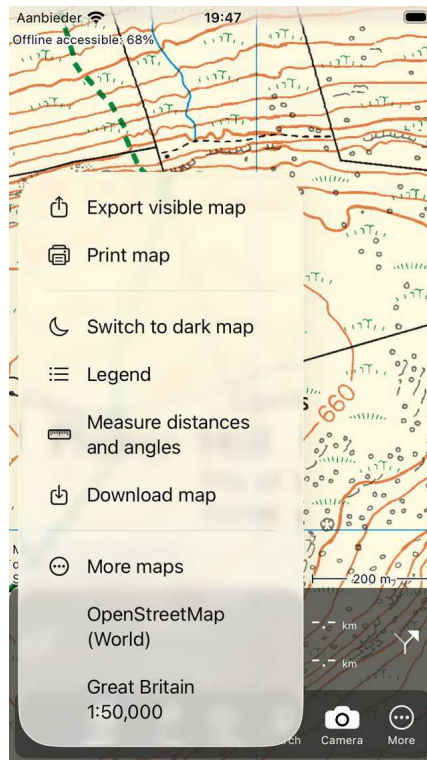 Aanbieder
19:47
Offline accessible: 68%
Export visible map
Print map
Switch to dark map
Legend
Measure distances
and angles
660
Download map
More maps
200 m
OpenStreetMap
(World)
-.- km
-.- km
Great Britain
1:50,000
Camera
More